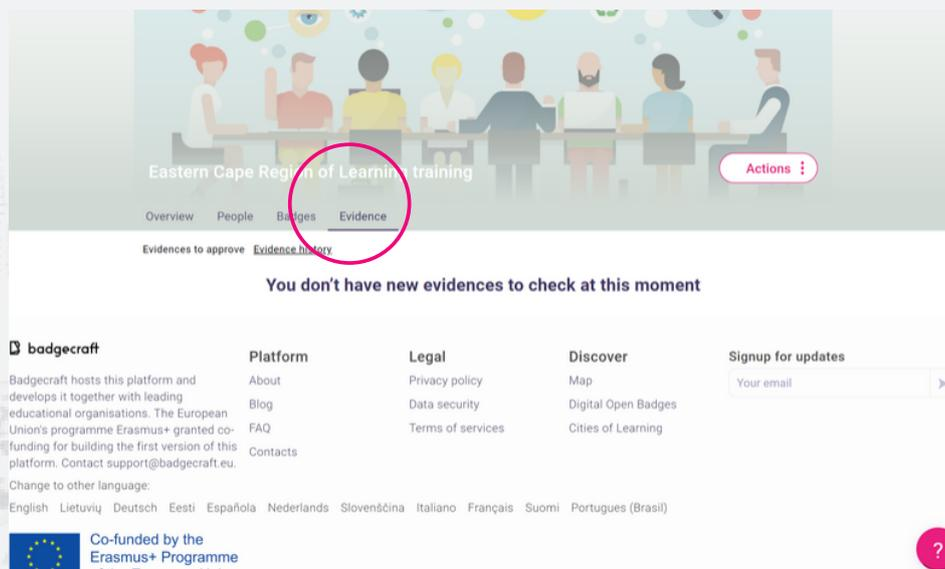 Eastern Cape Region of Learning training
Actions
Overview People Badges Evidence
Evidences to approve Evidence history
You don't have new evidences to check at this moment
badgecraft
Badgecraft hosts this platform and
develops it together with leading
educational organisations. The European
Union's programme Erasmus+ granted co-
funding for building the first version of this
platform. Contact support@badgecraft.eu.
Platform
About
Blog
FAQ
Contacts
Legal
Privacy policy
Data security
Terms of services
Discover
Map
Digital Open Badges
Cities of Learning
Signup for updates
Your email
Change to other language:
English Lietuvių Deutsch Eesti Española Nederlands Slovenščina Italiano Français Suomi Portugues (Brasil)
Co-funded by the
Erasmus+ Programme
?